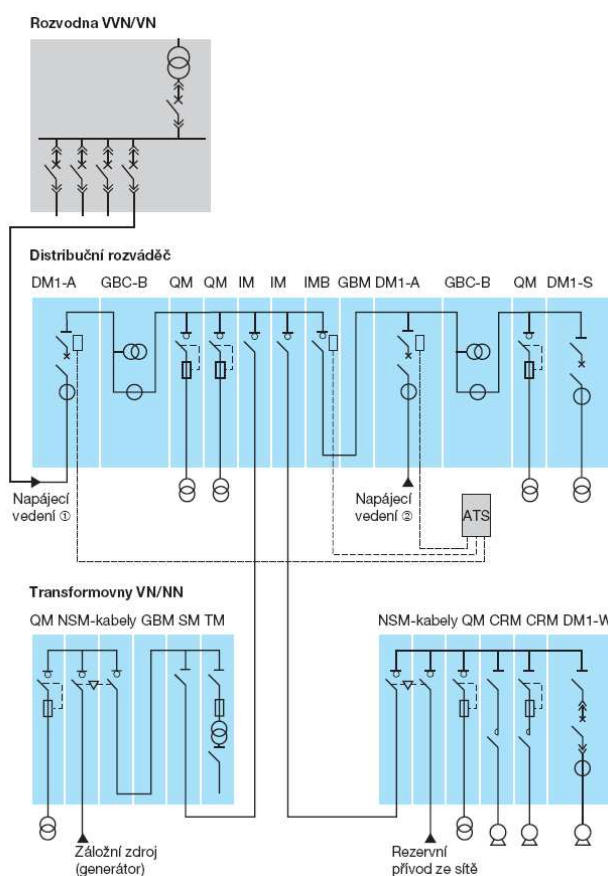 Rozvodna VVN/VN
Distribuční rozváděč
DM1-A GBC-B QM QM IM IM IMB GBM DM1-A GBC-B QM DM1-S
Napájecí
vedení ①
Napájecí
vedení ②
ATS
Transformovny VN/NN
QM NSM-kabely GBM SM TM
NSM-kabely QM CRM CRM DM1-W
Záložní zdroj
(generátor)
Rezervní
přívod ze sítě